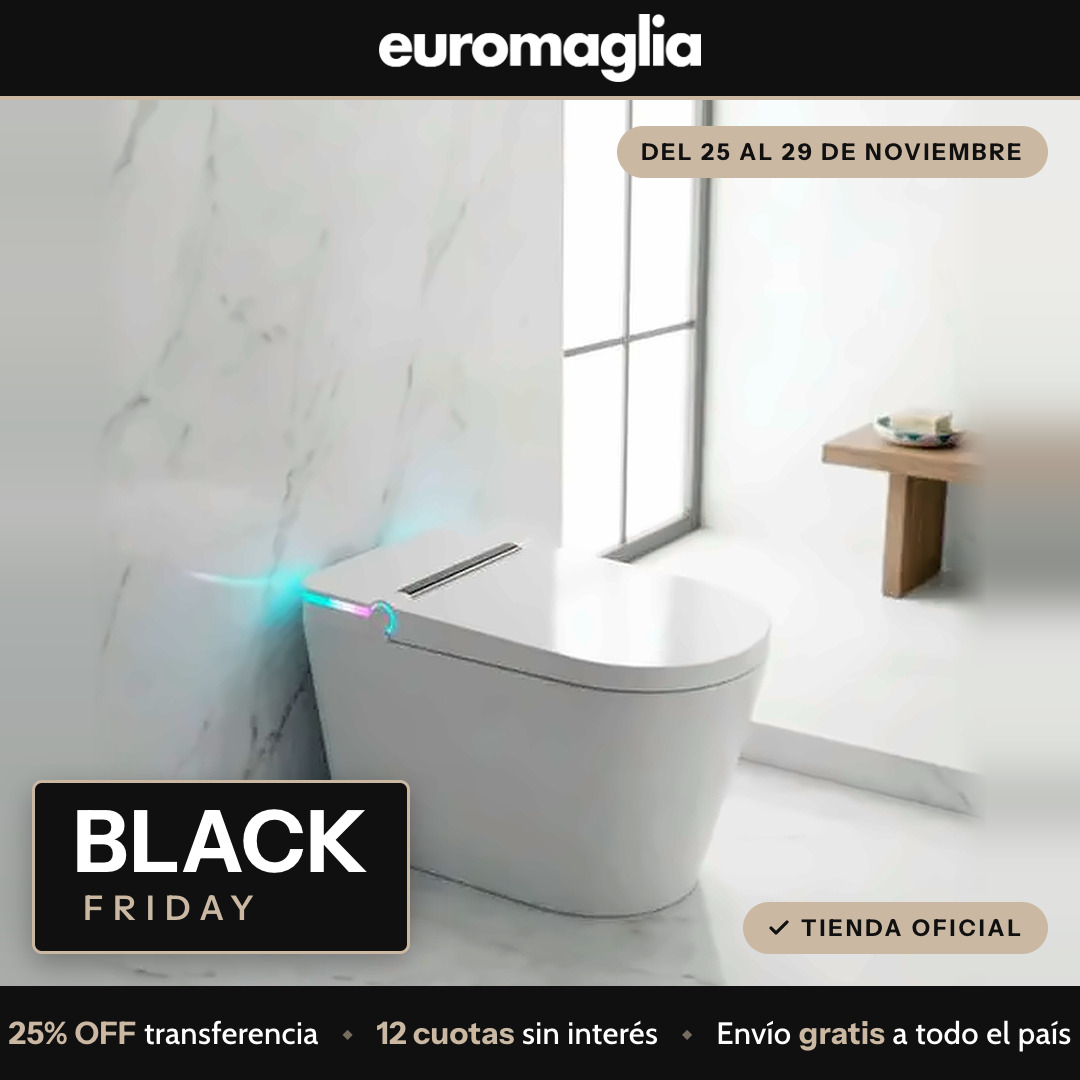 euromaglia
DEL 25 AL 29 DE NOVIEMBRE
BLACK
FRIDAY
✓ TIENDA OFICIAL
25% OFF transferencia ◆ 12 cuotas sin interés ◆ Envío gratis a todo el país